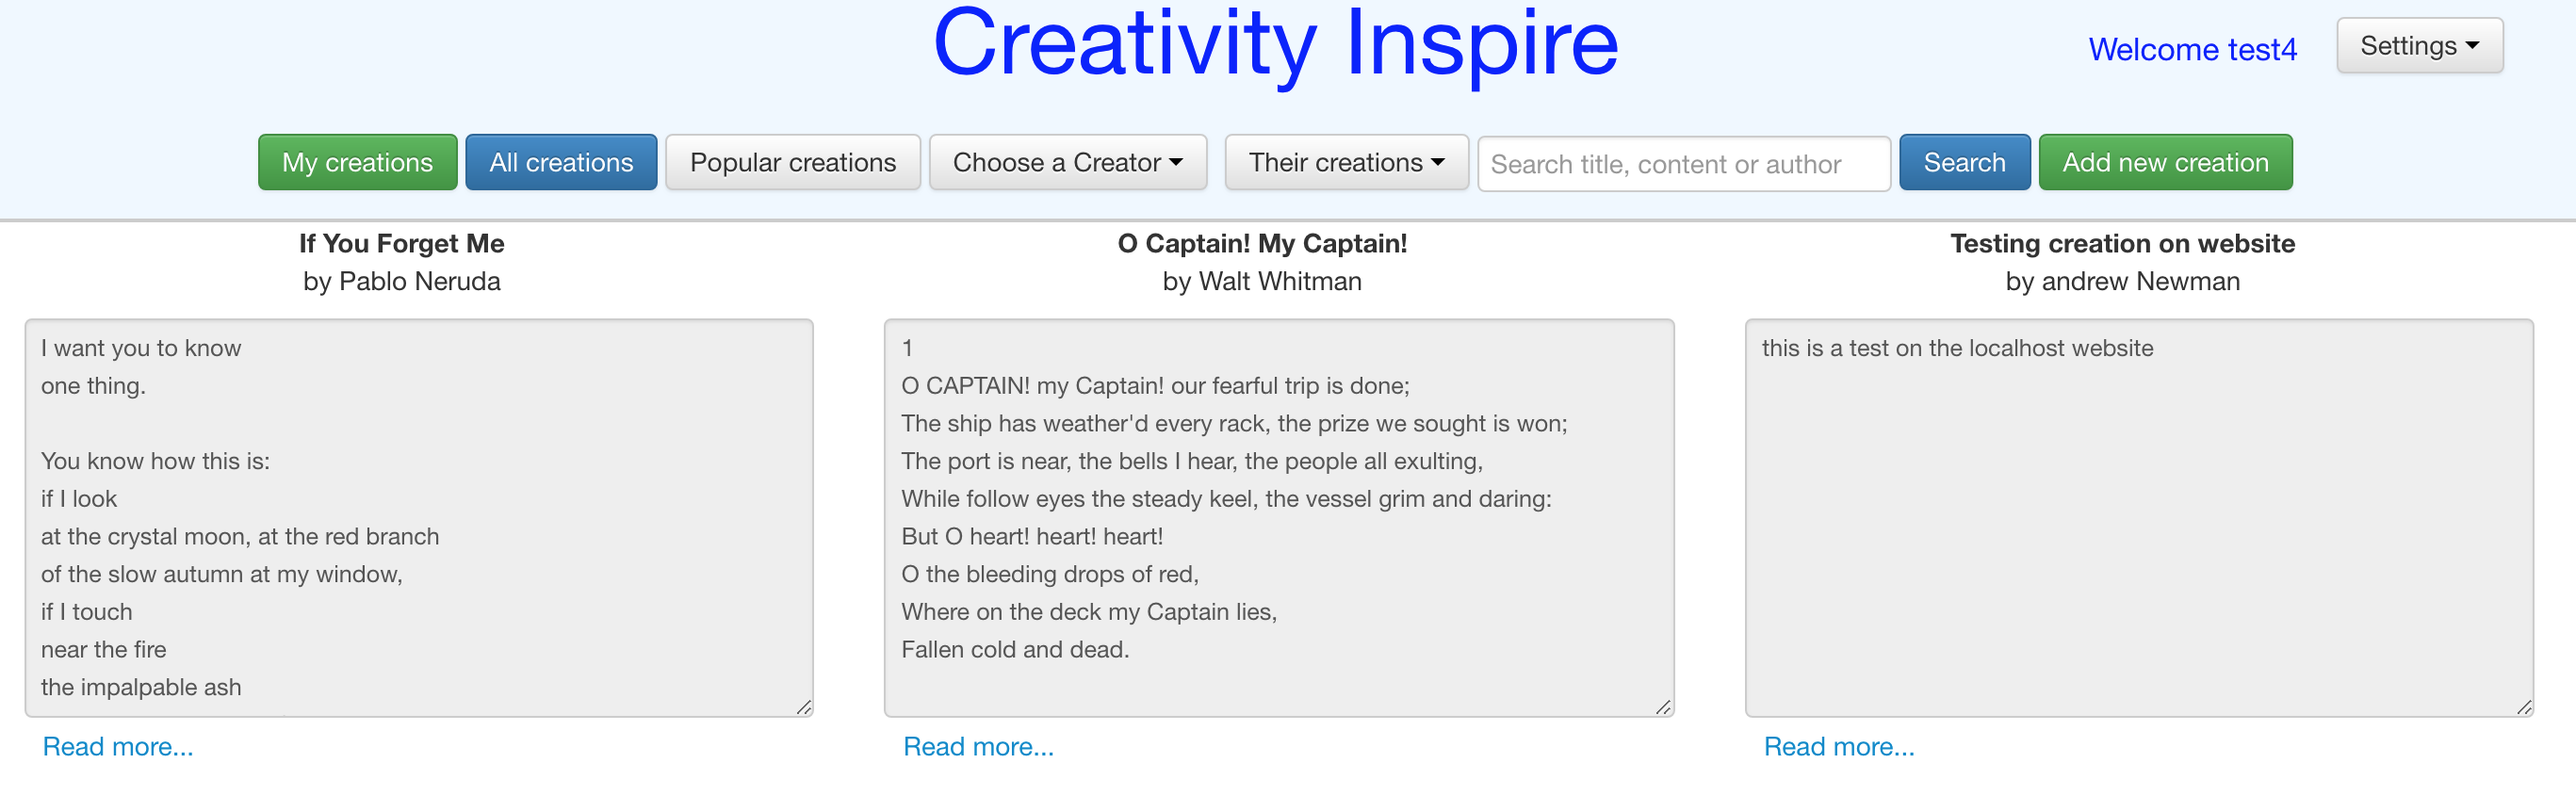 Creativity Inspire
Welcome test4
Settings
My creations
All creations
Popular creations
Choose a Creator
Their creations
Search title, content or author
Search
Add new creation
If You Forget Me
by Pablo Neruda
I want you to know
one thing.
You know how this is:
if I look
at the crystal moon, at the red branch
of the slow autumn at my window,
if I touch
near the fire
the impalpable ash
Read more...
O Captain! My Captain!
by Walt Whitman
1
O CAPTAIN! my Captain! our fearful trip is done;
The ship has weather'd every rack, the prize we sought is won;
The port is near, the bells I hear, the people all exulting,
While follow eyes the steady keel, the vessel grim and daring:
But O heart! heart! heart!
O the bleeding drops of red,
Where on the deck my Captain lies,
Fallen cold and dead.
Read more...
Testing creation on website
by andrew Newman
this is a test on the localhost website
Read more...